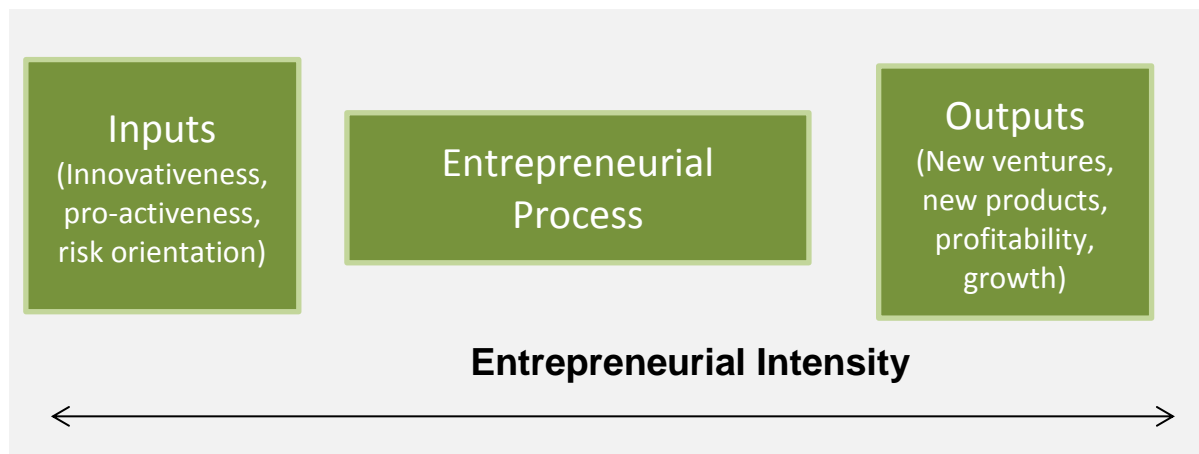 Inputs
(Innovativeness,
pro-activeness,
risk orientation)
Entrepreneurial
Process
Outputs
(New ventures,
new products,
profitability,
growth)
Entrepreneurial Intensity